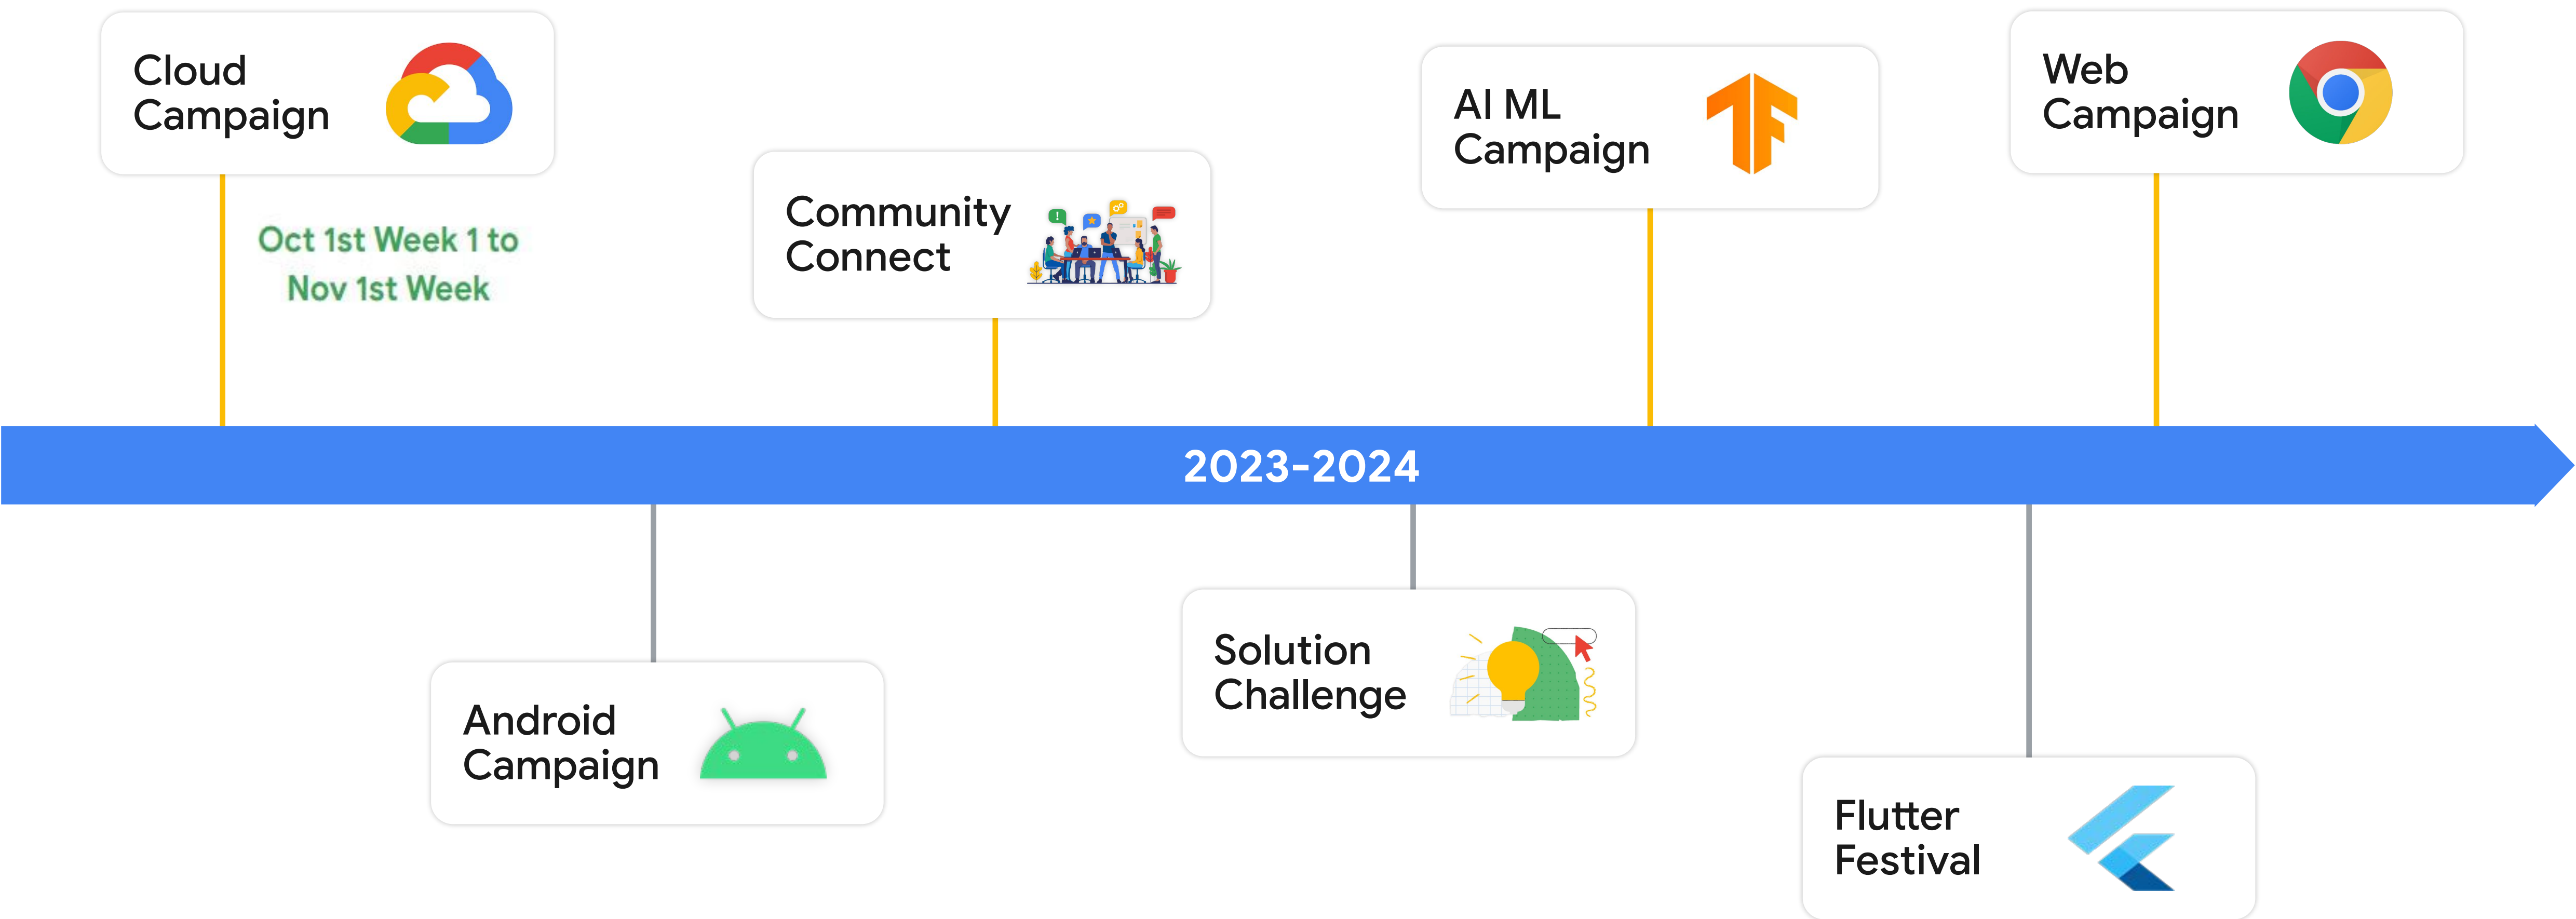 Cloud
Campaign
Oct 1st Week 1 to
Nov 1st Week
Community
Connect
AI ML
Campaign
Web
Campaign
2023-2024
Android
Campaign
Solution
Challenge
Flutter
Festival